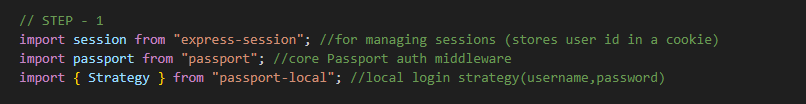 // STEP - 1
import session from "express-session"; //for managing sessions (stores user id in a cookie)
import passport from "passport"; //core Passport auth middleware
import { Strategy } from "passport-local"; //local login strategy(username,password)